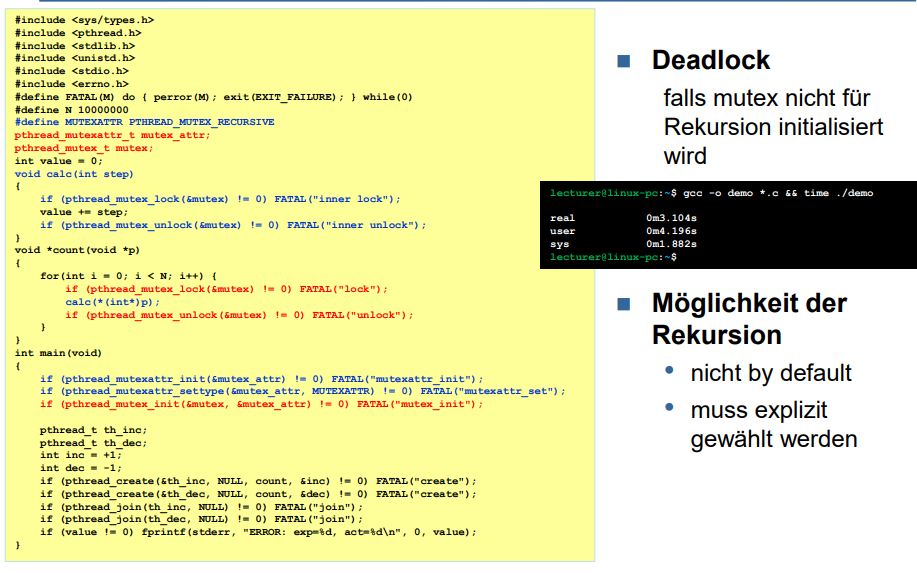 #include <sys/types.h>
#include <pthread.h>
#include <stdlib.h>
#include <unistd.h>
#include <stdio.h>
#include <errno.h>
#define FATAL(M) do { perror(M); exit(EXIT_FAILURE); } while(0)
#define N 10000000
#define MUTEXATTR PTHREAD_MUTEX_RECURSIVE
pthread_mutexattr_t mutex_attr;
pthread_mutex_t mutex;
int value = 0;
void calc(int step)
{
    if (pthread_mutex_lock(&mutex) != 0) FATAL("inner lock");
    value += step;
    if (pthread_mutex_unlock(&mutex) != 0) FATAL("inner unlock");
}
void *count(void *p)
{
    for(int i = 0; i < N; i++) {
        if (pthread_mutex_lock(&mutex) != 0) FATAL("lock");
        calc(*(int*)p);
        if (pthread_mutex_unlock(&mutex) != 0) FATAL("unlock");
    }
}
int main(void)
{
    if (pthread_mutexattr_init(&mutex_attr) != 0) FATAL("mutexattr_init");
    if (pthread_mutexattr_settype(&mutex_attr, MUTEXATTR) != 0) FATAL("mutexattr_set");
    if (pthread_mutex_init(&mutex, &mutex_attr) != 0) FATAL("mutex_init");

    pthread_t th_inc;
    pthread_t th_dec;
    int inc = +1;
    int dec = -1;
    if (pthread_create(&th_inc, NULL, count, &inc) != 0) FATAL("create");
    if (pthread_create(&th_dec, NULL, count, &dec) != 0) FATAL("create");
    if (pthread_join(th_inc, NULL) != 0) FATAL("join");
    if (pthread_join(th_dec, NULL) != 0) FATAL("join");
    if (value != 0) fprintf(stderr, "ERROR: exp=%d, act=%d\n", 0, value);
}
Deadlock
falls mutex nicht für
Rekursion initialisiert
wird
lecturer@linux-pc:~$ gcc -o demo *.c && time ./demo
real 0m3.104s
user 0m4.196s
sys 0m1.882s
lecturer@linux-pc:~$
Möglichkeit der
Rekursion
nicht by default
muss explizit
gewählt werden